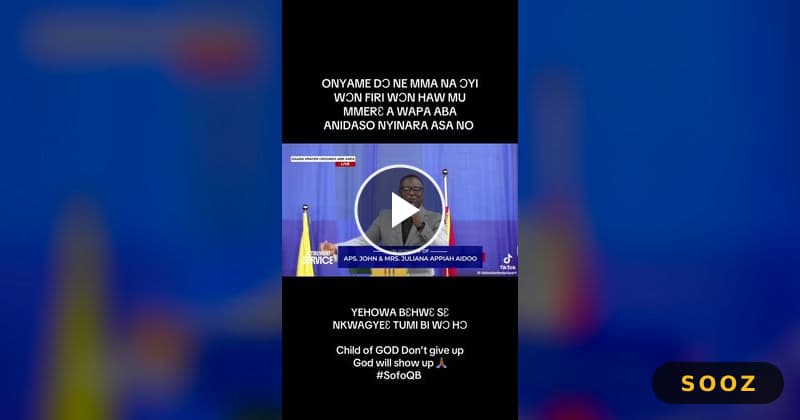 ONYAME DƆ NE MMA NA ƆYI
WƆN FIRI WƆN HAW MU
MMERƐ A WAPA ABA
ANIDASO NYINARA ASA NO
LIVE
SERVICE
APS. JOHN & MRS. JULIANA APPIAH AIDOO
TikTok
YEHOWA BƐHWƐ SƐ
NKWAGYEƐ TUMI BI WƆ HƆ
Child of GOD Don't give up
God will show up🙏🏾
#SofoQB
SOOZ